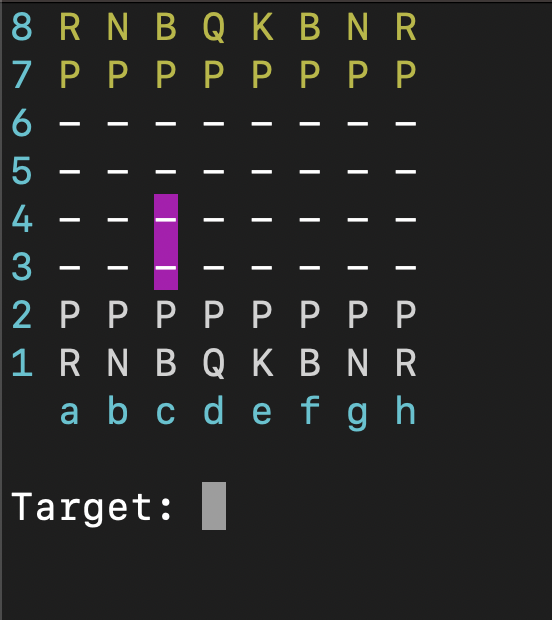 8 R N B Q K B N R
7 P P P P P P P P
6 – – – – – – – –
5 – – – – – – – –
4 – – – – – – – –
3 – – – – – – – –
2 P P P P P P P P
1 R N B Q K B N R
a b c d e f g h
Target: